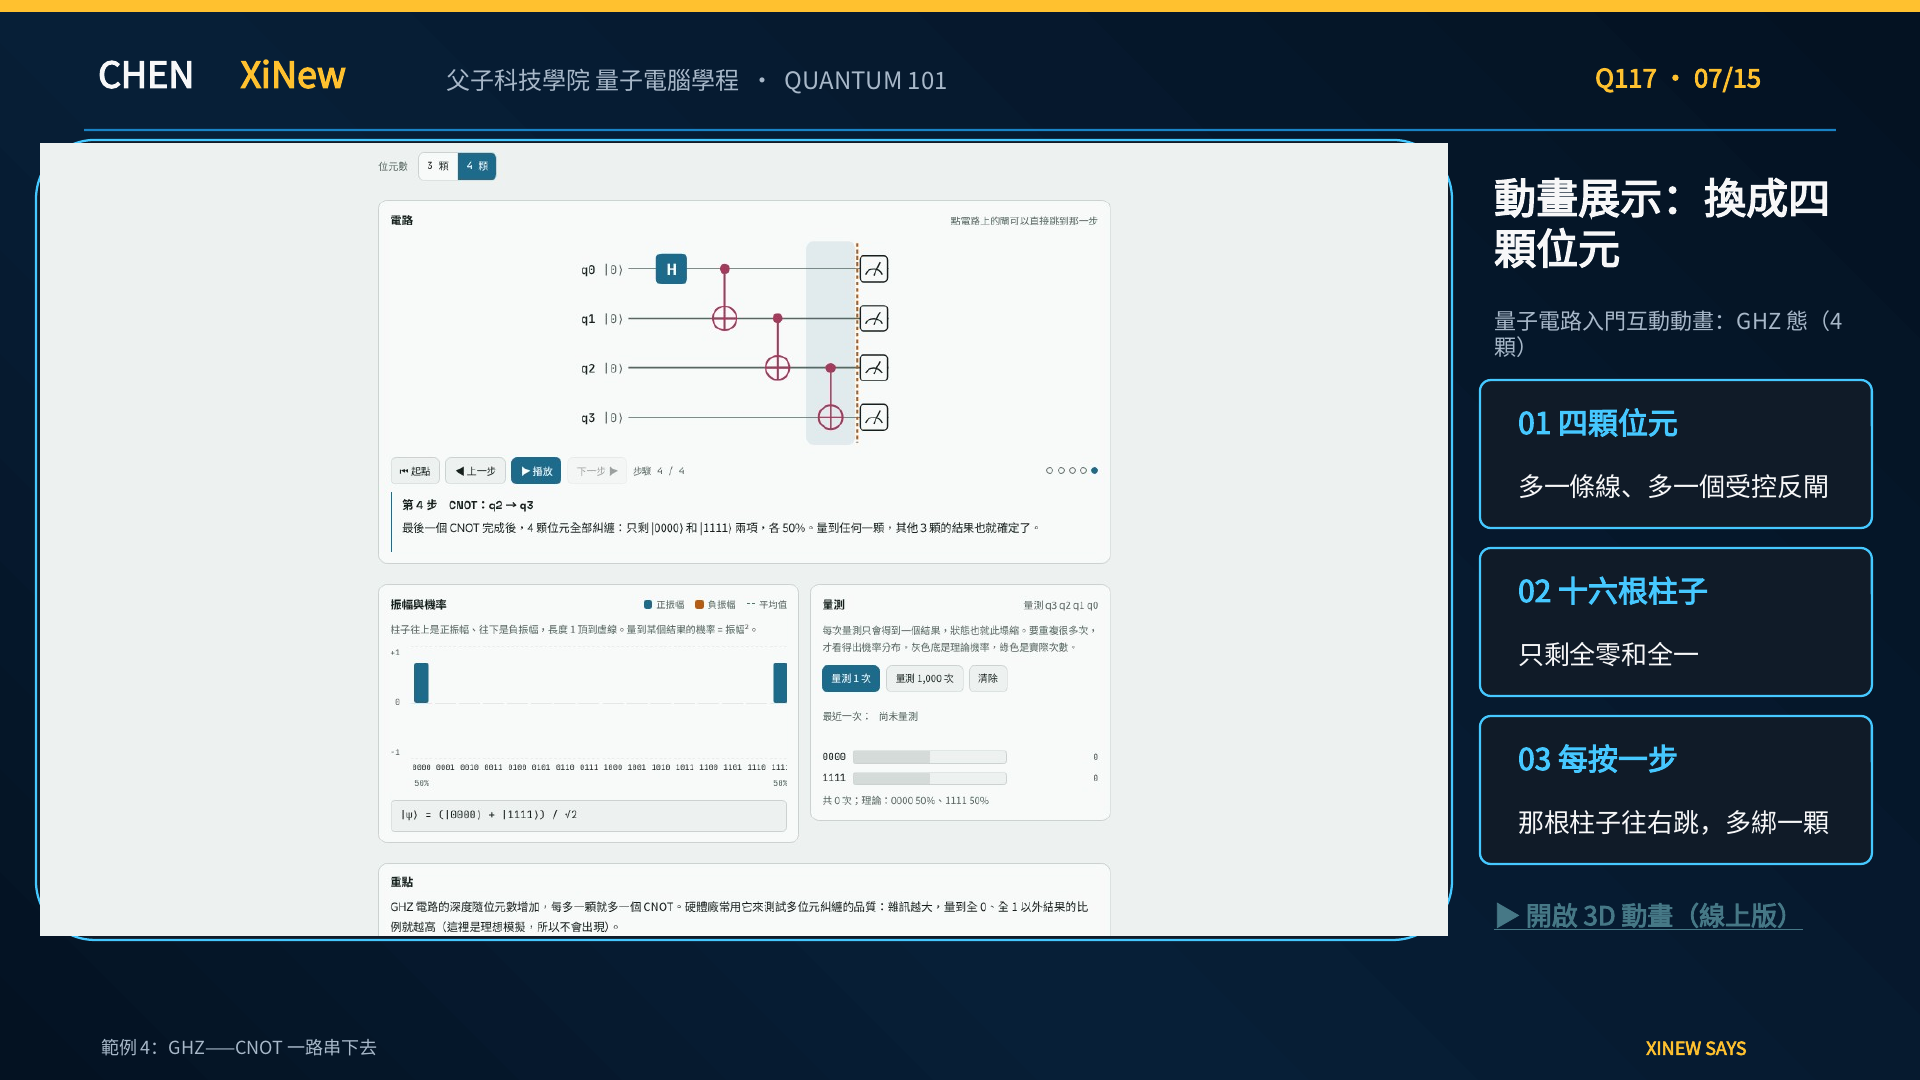 CHEN XiNew 父子科技學院 量子電腦學程 • QUANTUM 101 Q117 • 07/15
位元數 3 顆 4 顆
電路 點電路上的閘可以直接跳到那一步
q0 |0⟩ H
q1 |0⟩
q2 |0⟩
q3 |0⟩
⏮ 起點 ◀ 上一步 ▶ 播放 下一步 ▶ 步驟 4 / 4
第 4 步 CNOT：q2 → q3
最後一個 CNOT 完成後，4 顆位元全部糾纏：只剩 |0000⟩ 和 |1111⟩ 兩項，各 50%。量到任何一顆，其他 3 顆的結果也就確定了。
振幅與機率 正振幅 負振幅 平均值
柱子往上是正振幅、往下是負振幅，長度 1 頂到虛線。量到某個結果的機率 = 振幅²。
+1
0
-1
0000 0001 0010 0011 0100 0101 0110 0111 1000 1001 1010 1011 1100 1101 1110 111
50% 50%
|ψ⟩ = (|0000⟩ + |1111⟩) / √2
量測 量測 q3 q2 q1 q0
每次量測只會得到一個結果，狀態也就此塌縮。要重複很多次，
才看得出機率分布。灰色底是理論機率，綠色是實際次數。
量測 1 次 量測 1,000 次 清除
最近一次： 尚未量測
0000 0
1111 0
共 0 次；理論：0000 50%、1111 50%
重點
GHZ 電路的深度隨位元數增加，每多一顆就多一個 CNOT。硬體廠常用它來測試多位元糾纏的品質：雜訊越大，量到全 0、全 1 以外結果的比
例就越高（這裡是理想模擬，所以不會出現）。
動畫展示：換成四
顆位元
量子電路入門互動動畫：GHZ 態（4
顆）
01 四顆位元
多一條線、多一個受控反閘
02 十六根柱子
只剩全零和全一
03 每按一步
那根柱子往右跳，多綁一顆
▶ 開啟 3D 動畫（線上版）
範例 4：GHZ——CNOT 一路串下去
XINEW SAYS